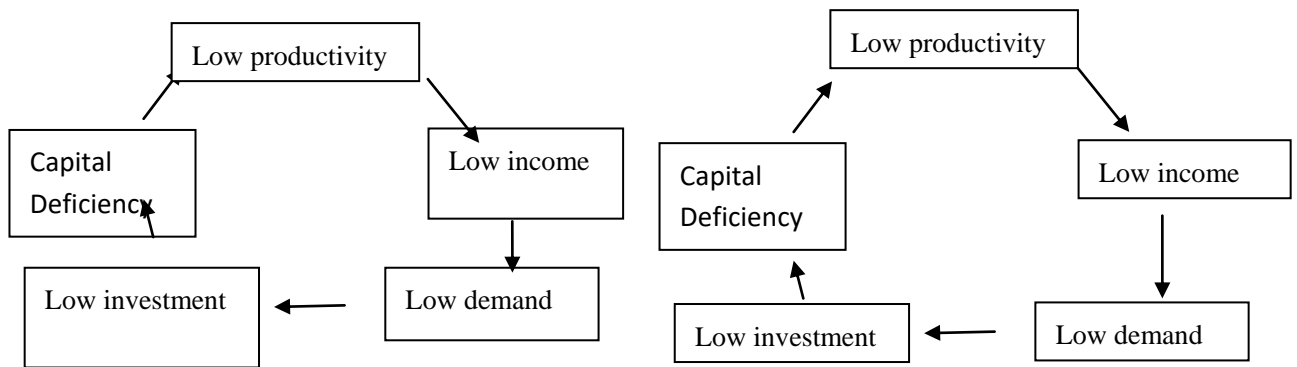 Low productivity
Low income
Low demand
Low investment
Capital
Deficiency
Low productivity
Low income
Low demand
Low investment
Capital
Deficiency